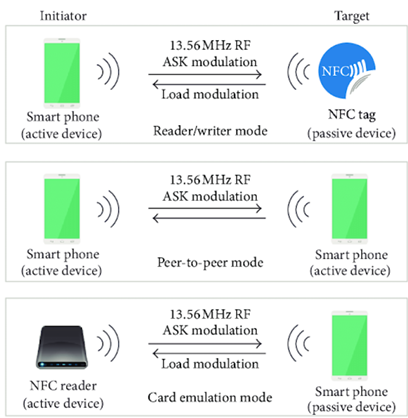 Initiator
Target
13.56 MHz RF
ASK modulation
Load modulation
NFC
Smart phone
(active device)
Reader/writer mode
NFC tag
(passive device)
13.56 MHz RF
ASK modulation
Smart phone
(active device)
Peer-to-peer mode
Smart phone
(active device)
13.56 MHz RF
ASK modulation
Load modulation
NFC reader
(active device)
Card emulation mode
Smart phone
(passive device)